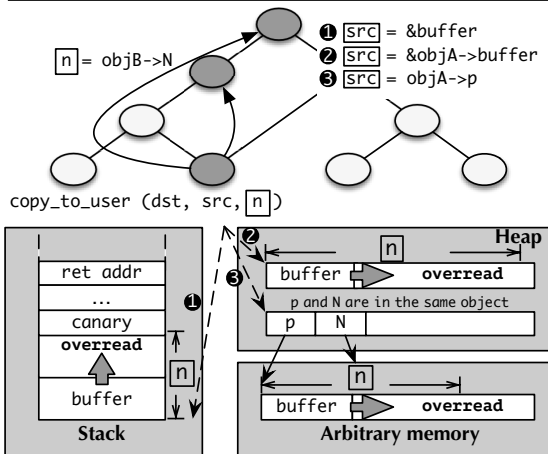 ❶ src = &buffer
n = objB->N
❷ src = &objA->buffer
❸ src = objA->p
copy_to_user (dst, src, n)
Heap
❷ n
buffer overread
❸ p and N are in the same object
p N
ret addr
...
canary
❶
overread
n
buffer
Stack
n
buffer overread
Arbitrary memory